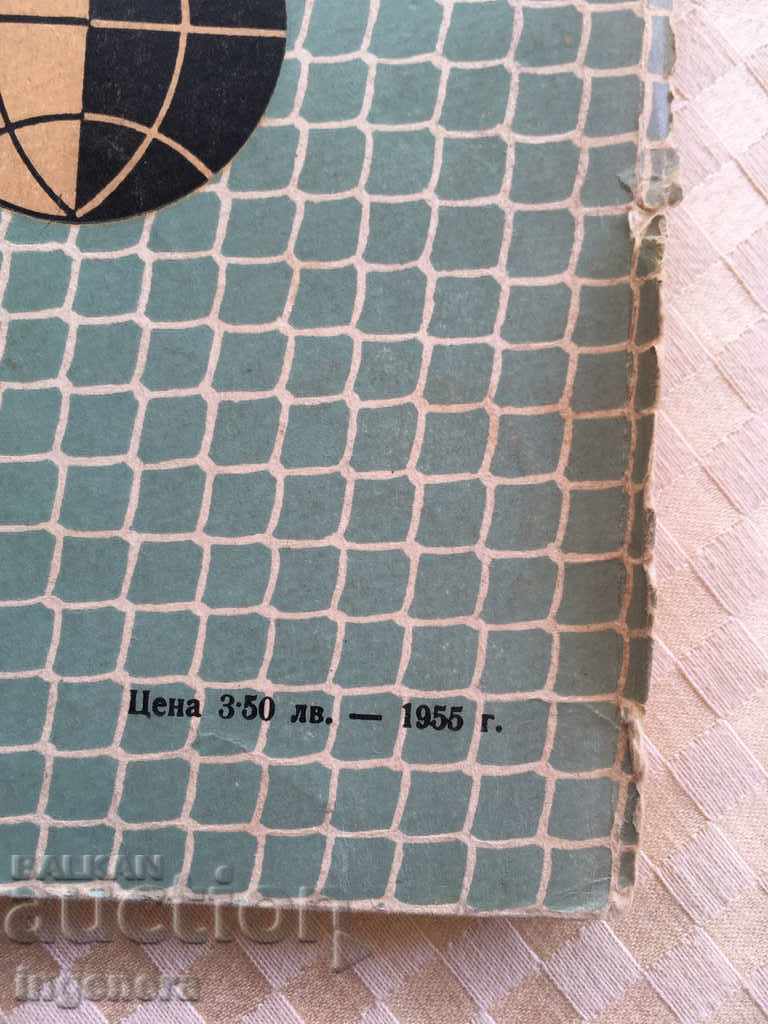 Цена 3·50 лв. — 1955 г.
BALKAN
auction
ingenera